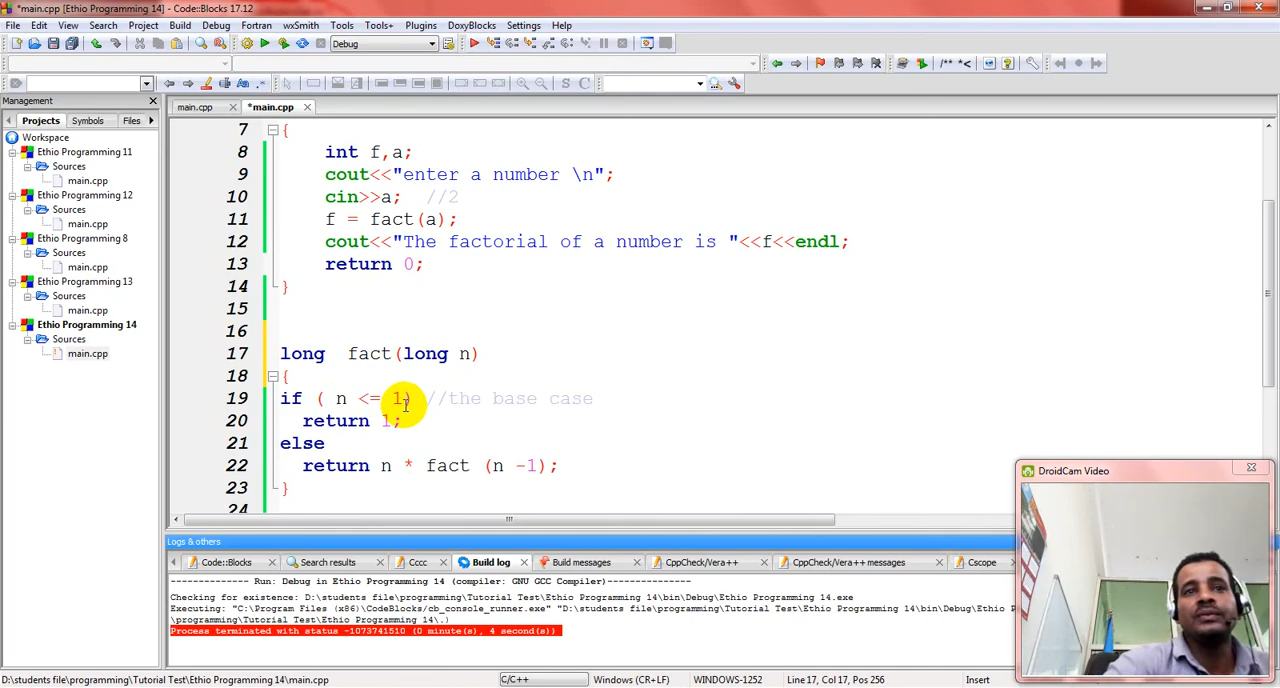 *main.cpp [Ethio Programming 14] - Code::Blocks 17.12
File Edit View Search Project Build Debug Fortran wxSmith Tools Tools+ Plugins DoxyBlocks Settings Help
Debug
/** *<
S C
Management
Projects Symbols Files
Workspace
Ethio Programming 11
Sources
main.cpp
Ethio Programming 12
Sources
main.cpp
Ethio Programming 8
Sources
main.cpp
Ethio Programming 13
Sources
main.cpp
Ethio Programming 14
Sources
main.cpp
main.cpp *main.cpp
7 {
8 int f,a;
9 cout<<"enter a number \n";
10 cin>>a; //2
11 f = fact(a);
12 cout<<"The factorial of a number is "<<f<<endl;
13 return 0;
14 }
15
16
17 long fact(long n)
18 {
19 if ( n <= 1) //the base case
20 return 1;
21 else
22 return n * fact (n -1);
23 }
24
Logs & others
Code::Blocks Search results Cccc Build log Build messages CppCheck/Vera++ CppCheck/Vera++ messages Cscope
-------------- Run: Debug in Ethio Programming 14 (compiler: GNU GCC Compiler)---------------
Checking for existence: D:\students file\programming\Tutorial Test\Ethio Programming 14\bin\Debug\Ethio Programming 14.exe
Executing: "C:\Program Files (x86)\CodeBlocks/cb_console_runner.exe" "D:\students file\programming\Tutorial Test\Ethio Programming 14\bin\Debug\Ethio Pro
\programming\Tutorial Test\Ethio Programming 14\.)
Process terminated with status -1073741510 (0 minute(s), 4 second(s))
DroidCam Video
D:\students file\programming\Tutorial Test\Ethio Programming 14\main.cpp C/C++ Windows (CR+LF) WINDOWS-1252 Line 17, Col 17, Pos 256 Insert